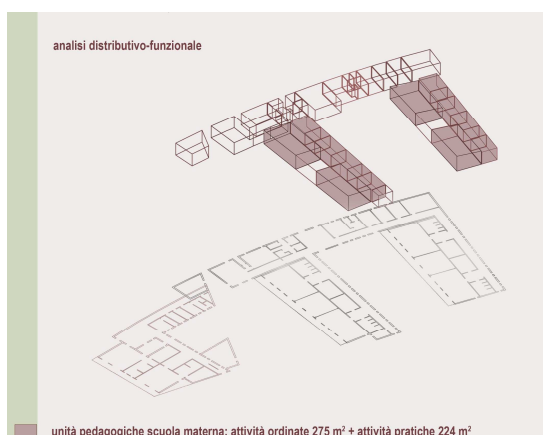 analisi distributivo-funzionale
unità pedagogiche scuola materna: attività ordinate 275 m² + attività pratiche 224 m²